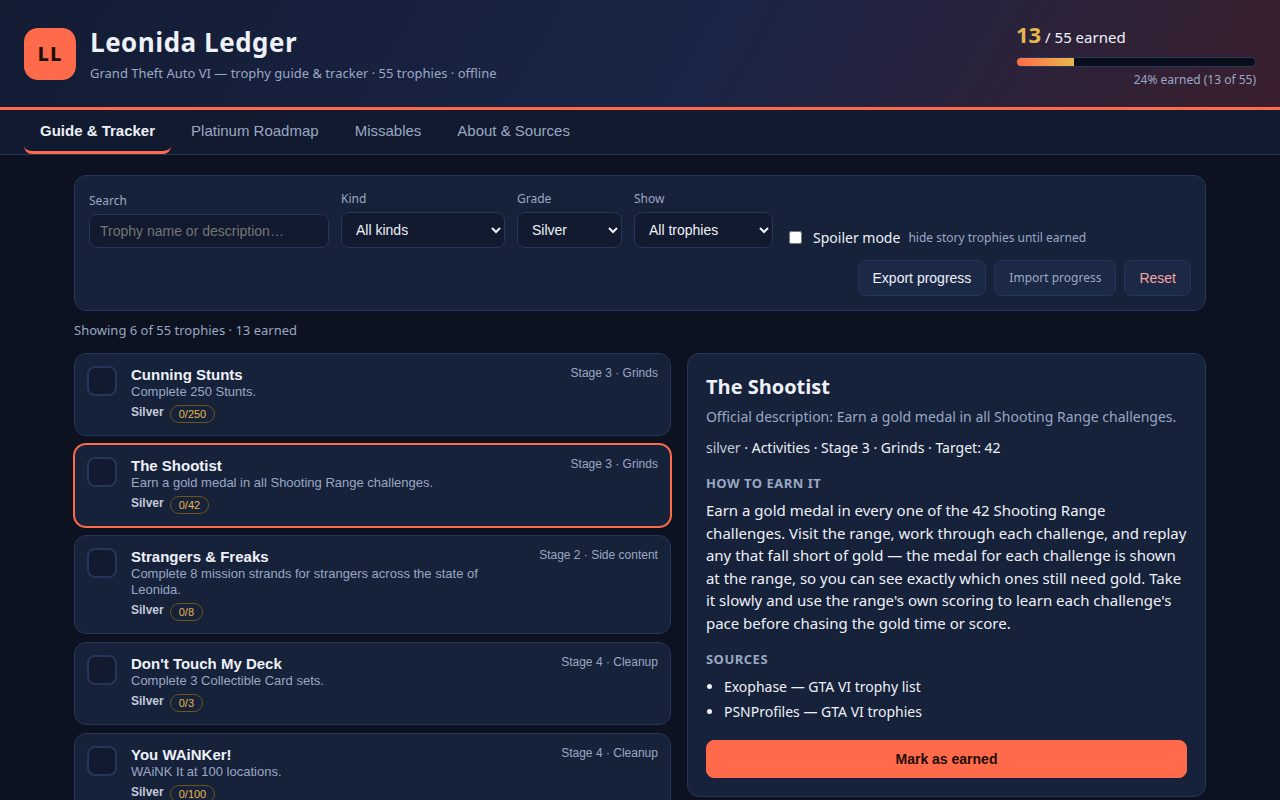 LL
Leonida Ledger
Grand Theft Auto VI — trophy guide & tracker · 55 trophies · offline
13 / 55 earned
24% earned (13 of 55)
Guide & Tracker
Platinum Roadmap
Missables
About & Sources
Search
Trophy name or description…
Kind
All kinds
Grade
Silver
Show
All trophies
Spoiler mode hide story trophies until earned
Export progress
Import progress
Reset
Showing 6 of 55 trophies · 13 earned
Cunning Stunts
Stage 3 · Grinds
Complete 250 Stunts.
Silver 0/250
The Shootist
Stage 3 · Grinds
Earn a gold medal in all Shooting Range challenges.
Silver 0/42
Strangers & Freaks
Stage 2 · Side content
Complete 8 mission strands for strangers across the state of
Leonida.
Silver 0/8
Don't Touch My Deck
Stage 4 · Cleanup
Complete 3 Collectible Card sets.
Silver 0/3
You WAiNKer!
Stage 4 · Cleanup
WAiNK It at 100 locations.
Silver 0/100
The Shootist
Official description: Earn a gold medal in all Shooting Range challenges.
silver · Activities · Stage 3 · Grinds · Target: 42
HOW TO EARN IT
Earn a gold medal in every one of the 42 Shooting Range
challenges. Visit the range, work through each challenge, and replay
any that fall short of gold — the medal for each challenge is shown
at the range, so you can see exactly which ones still need gold. Take
it slowly and use the range's own scoring to learn each challenge's
pace before chasing the gold time or score.
SOURCES
Exophase — GTA VI trophy list
PSNProfiles — GTA VI trophies
Mark as earned